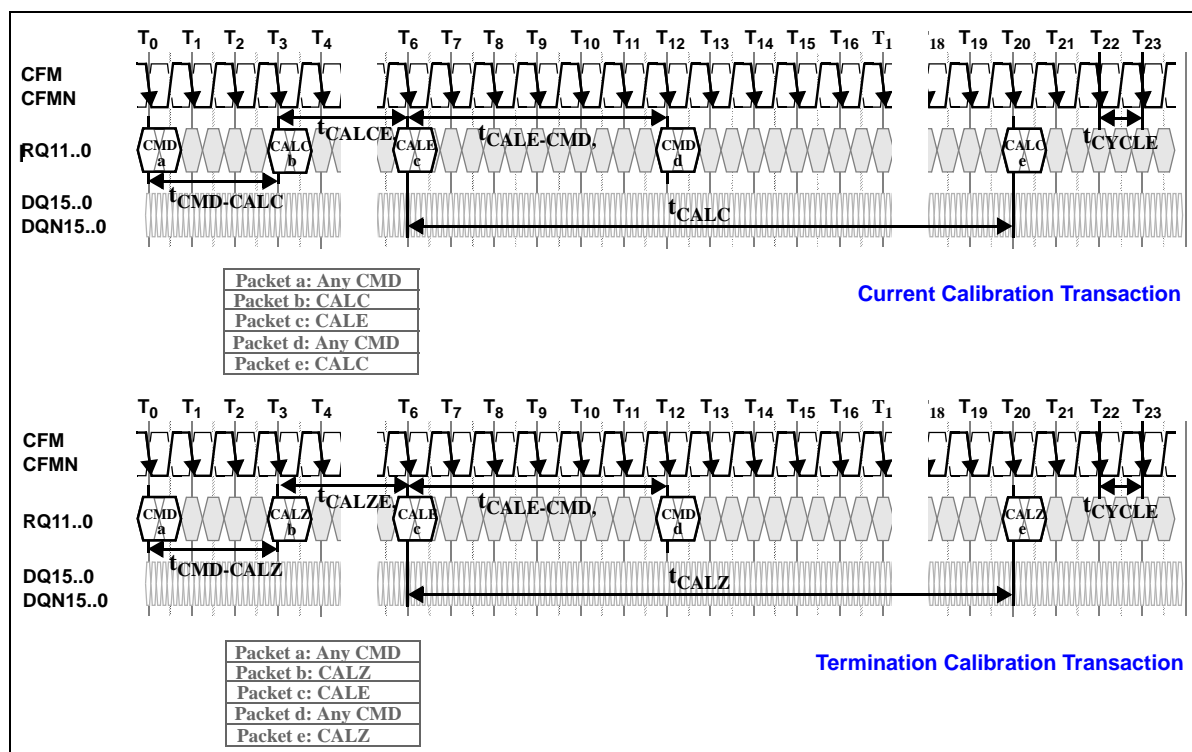 T0 T1 T2 T3 T4 T6 T7 T8 T9 T10 T11 T12 T13 T14 T15 T16 T1 18 T19 T20 T21 T22 T23
CFM
CFMN
tCALCE, tCALE-CMD, tCYCLE
RQ11..0
CMD a CALC b CALE c CMD d CALC e
tCMD-CALC
DQ15..0
DQN15..0
tCALC
Packet a: Any CMD
Packet b: CALC
Packet c: CALE
Packet d: Any CMD
Packet e: CALC
Current Calibration Transaction
T0 T1 T2 T3 T4 T6 T7 T8 T9 T10 T11 T12 T13 T14 T15 T16 T1 18 T19 T20 T21 T22 T23
CFM
CFMN
tCALZE, tCALE-CMD, tCYCLE
RQ11..0
CMD a CALZ b CALE c CMD d CALZ e
tCMD-CALZ
DQ15..0
DQN15..0
tCALZ
Packet a: Any CMD
Packet b: CALZ
Packet c: CALE
Packet d: Any CMD
Packet e: CALZ
Termination Calibration Transaction